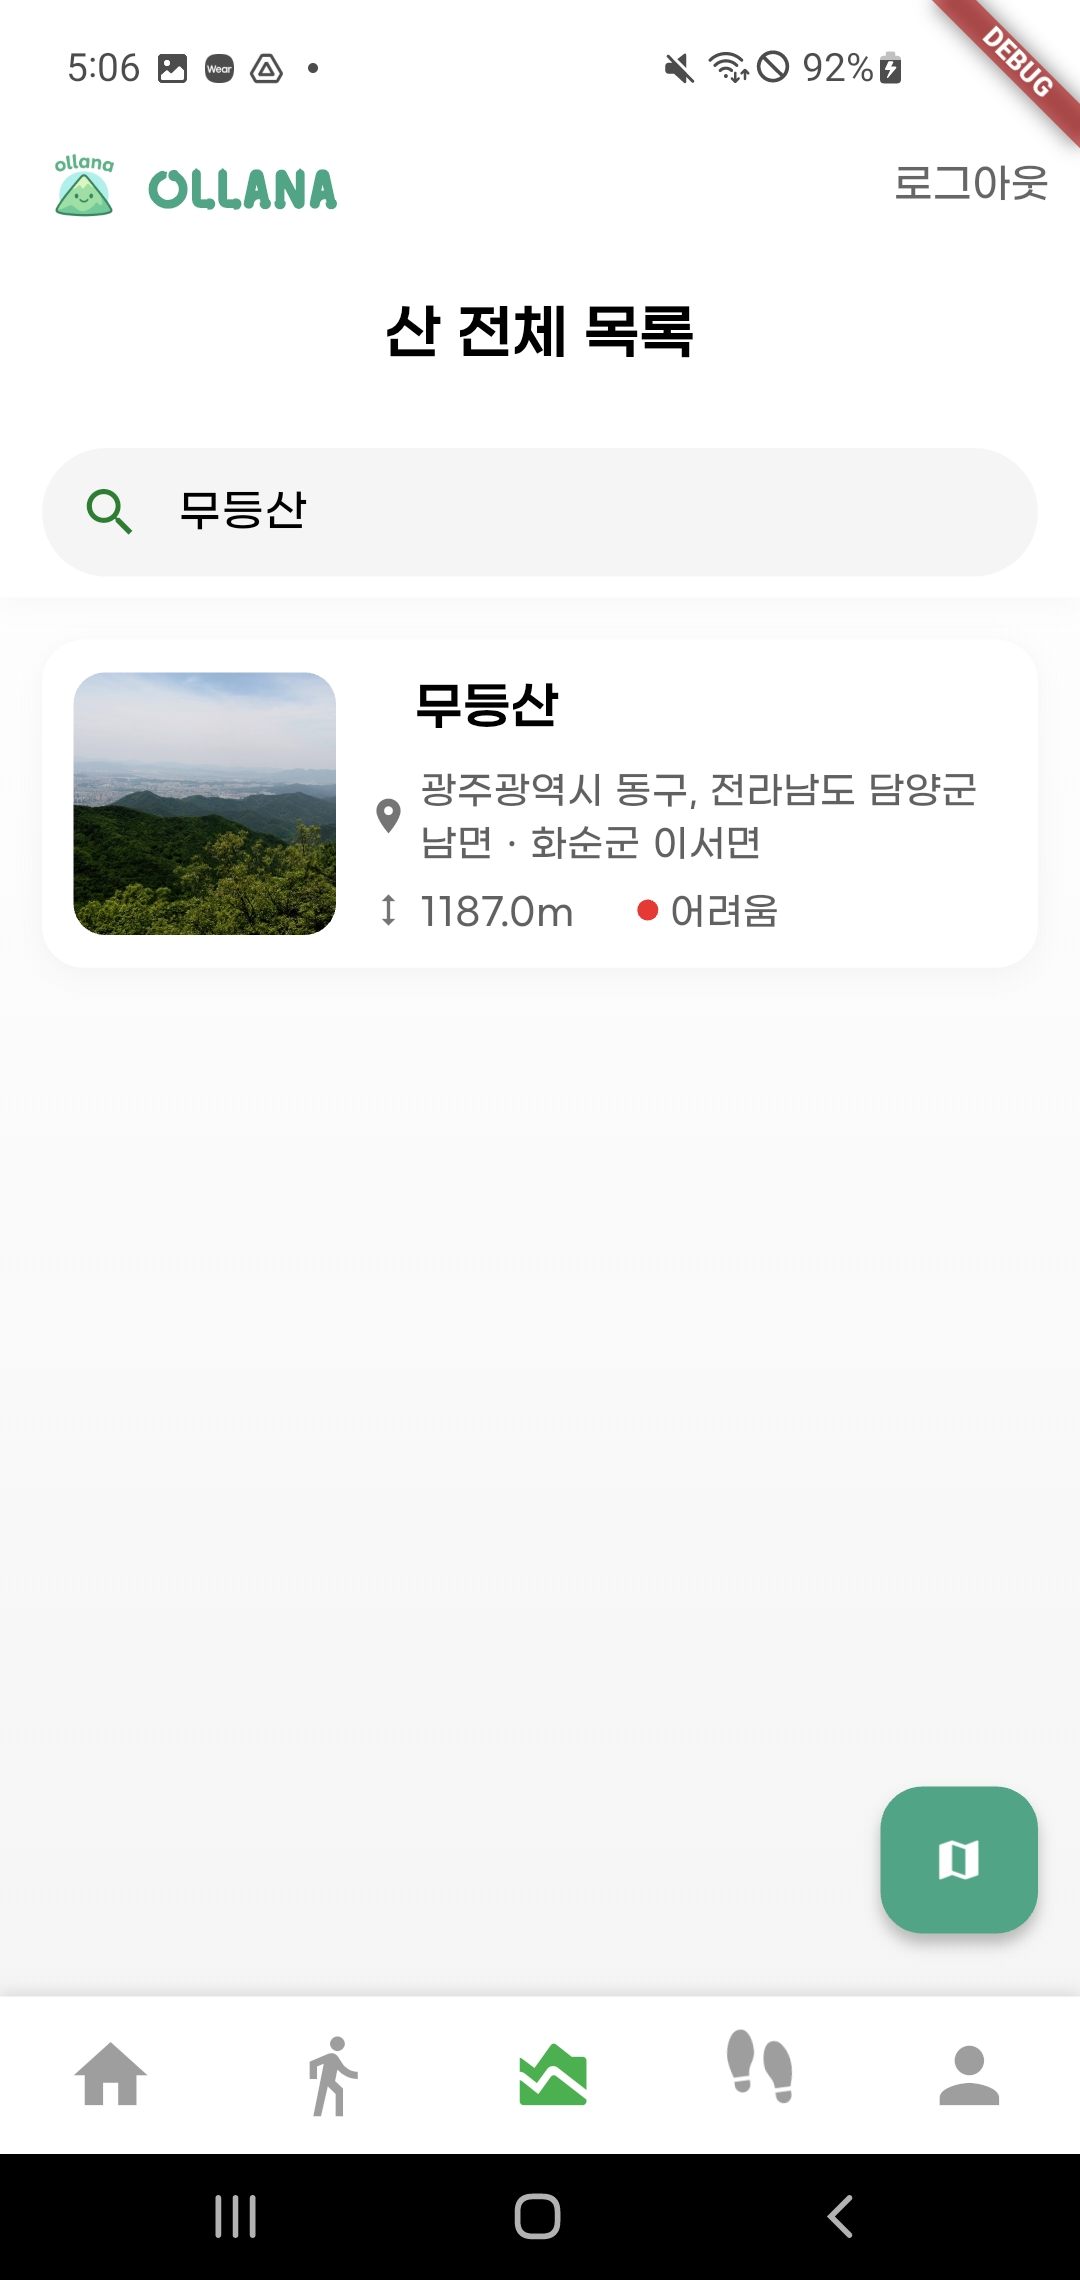 5:06 Wear 92%
DEBUG
ollana
OLLANA
로그아웃
산 전체 목록
무등산
무등산
광주광역시 동구, 전라남도 담양군
남면 · 화순군 이서면
1187.0m 어려움